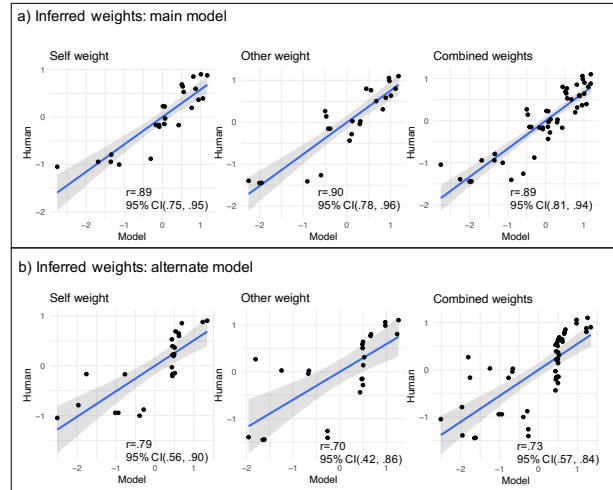 a) Inferred weights: main model
Self weight
Other weight
Combined weights
Human
1
0
−1
−2
−2
−1
0
1
Model
r=.89
95% CI(.75, .95)
Human
1
0
−1
−2
−2
−1
0
1
Model
r=.90
95% CI(.78, .96)
Human
1
0
−1
−2
−2
−1
0
1
Model
r=.89
95% CI(.81, .94)
b) Inferred weights: alternate model
Self weight
Other weight
Combined weights
Human
1
0
−1
−2
−1
0
1
Model
r=.79
95% CI(.56, .90)
Human
1
0
−1
−2
−1
0
1
Model
r=.70
95% CI(.42, .86)
Human
1
0
−1
−2
−1
0
1
Model
r=.73
95% CI(.57, .84)